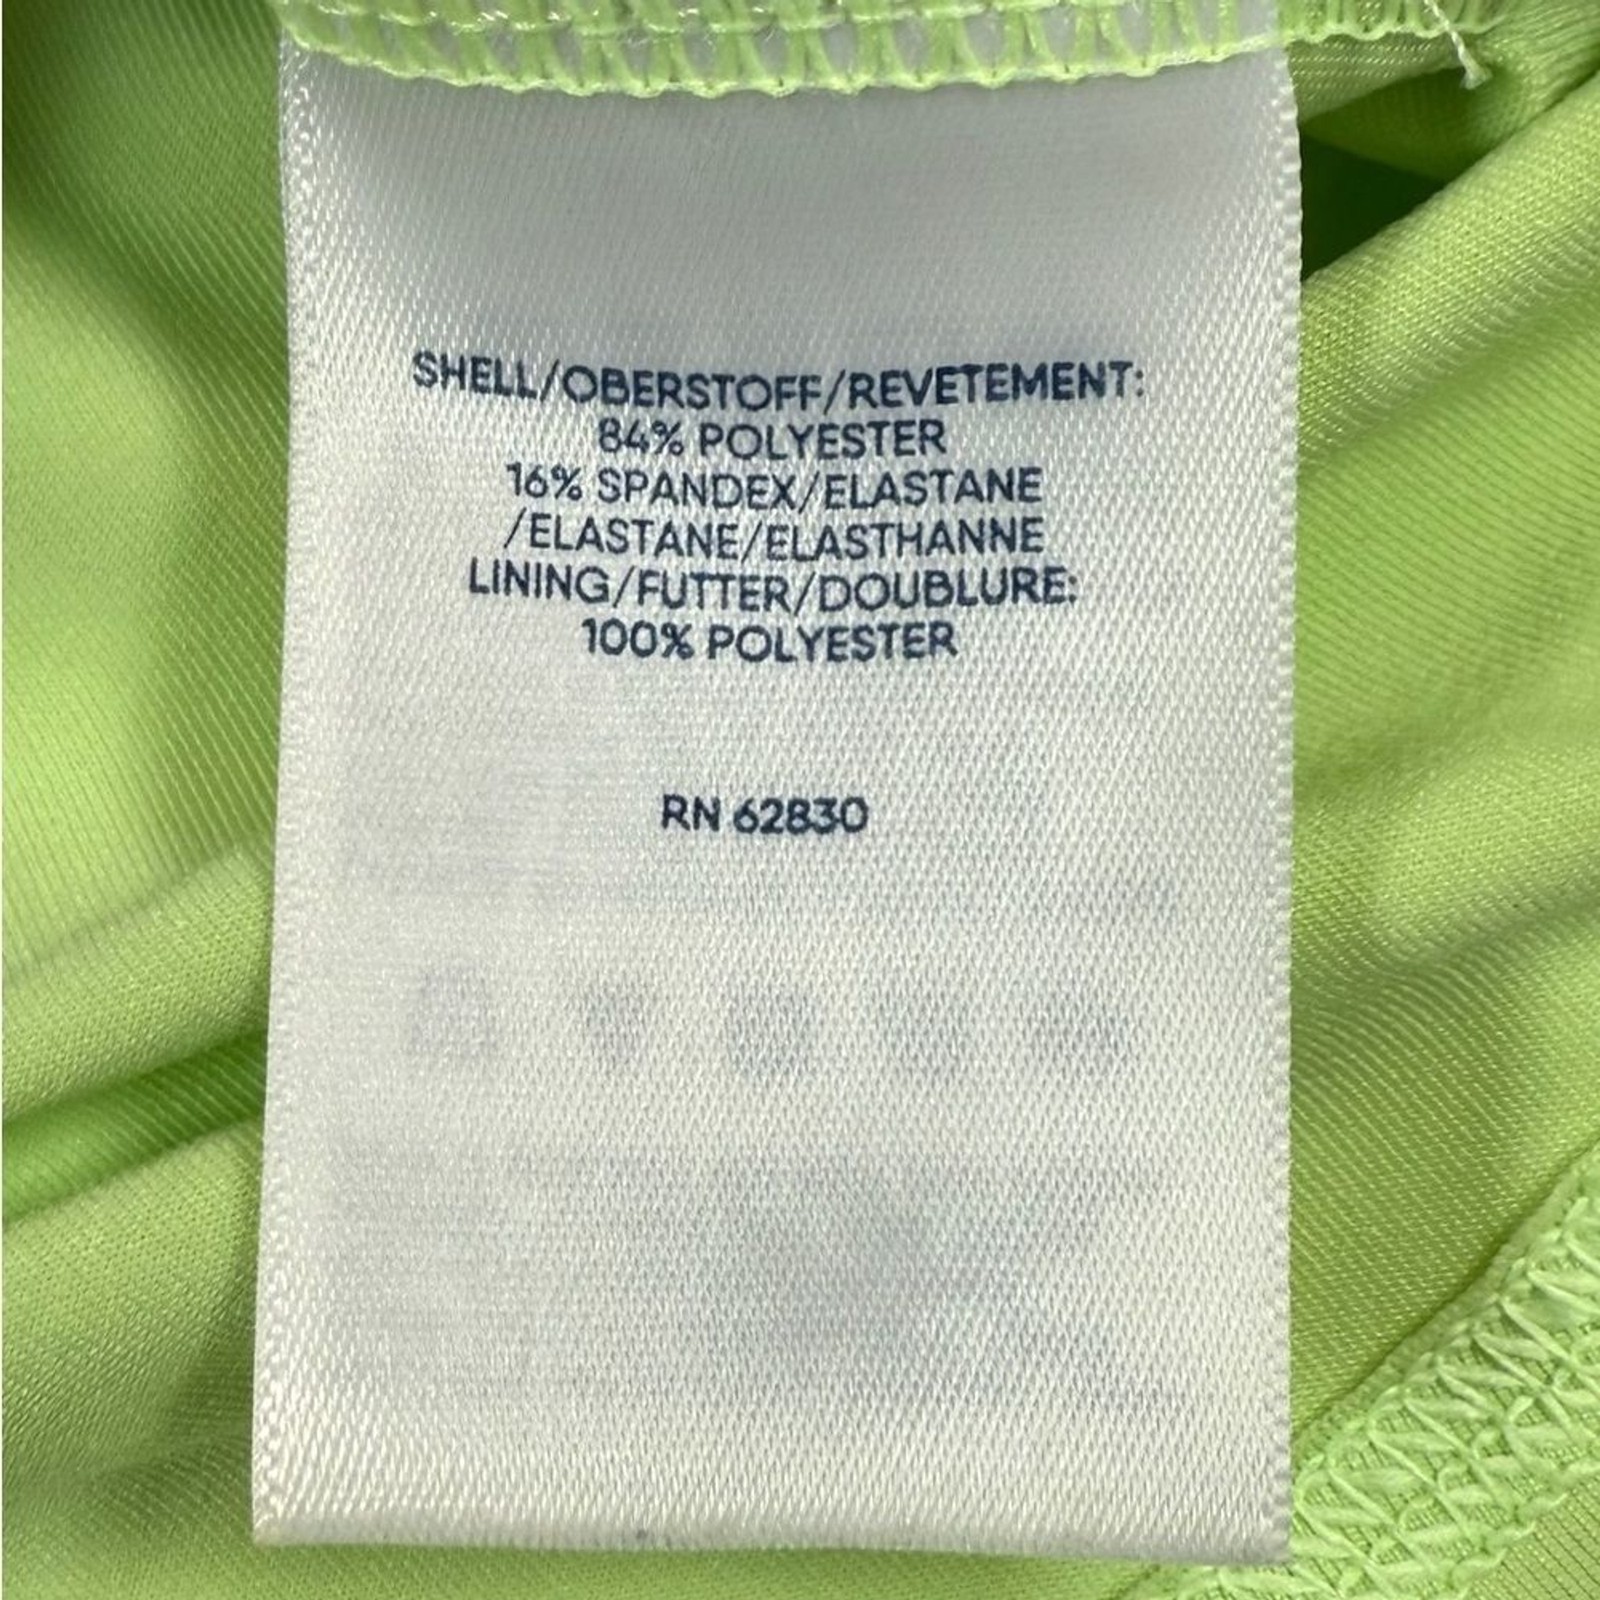 SHELL/OBERSTOFF/REVETEMENT:
84% POLYESTER
16% SPANDEX/ELASTANE
/ELASTANE/ELASTHANNE
LINING/FUTTER/DOUBLURE:
100% POLYESTER
RN 62830